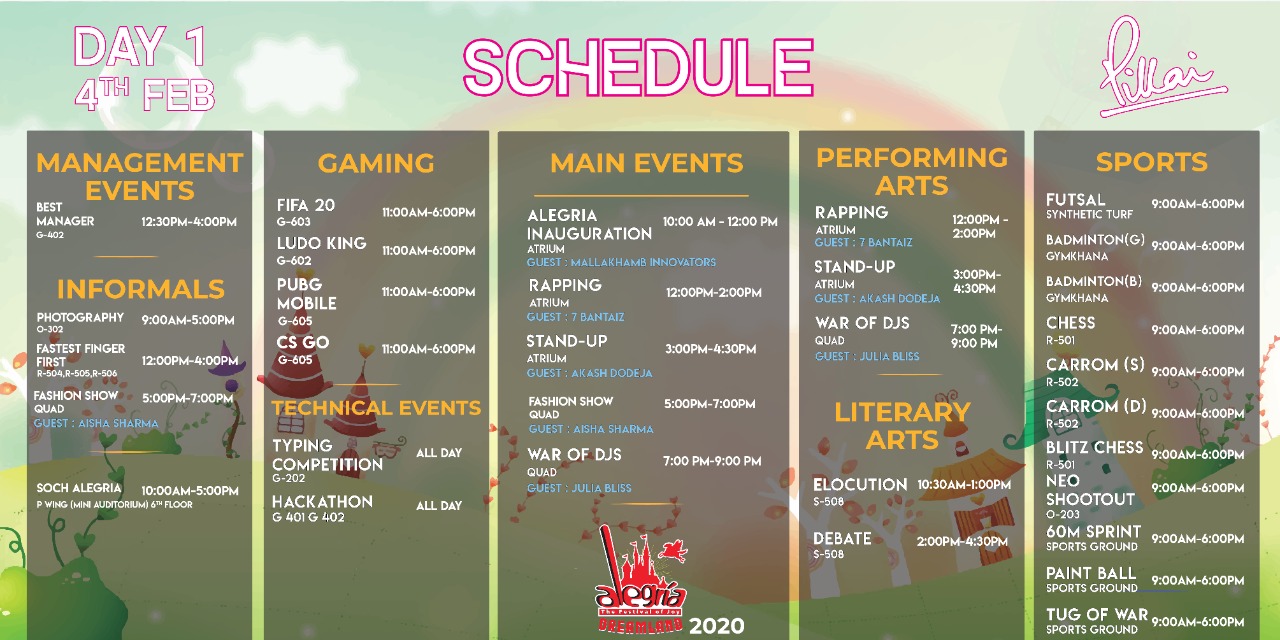 DAY 1
4TH FEB
SCHEDULE
Pillai
MANAGEMENT
EVENTS
BEST
MANAGER 12:30PM-4:00PM
G-402
INFORMALS
PHOTOGRAPHY 9:00AM-5:00PM
O-302
FASTEST FINGER
FIRST 12:00PM-4:00PM
R-504,R-505,R-506
FASHION SHOW 5:00PM-7:00PM
QUAD
GUEST : AISHA SHARMA
SOCH ALEGRIA 10:00AM-5:00PM
P WING (MINI AUDITORIUM) 6TH FLOOR
GAMING
FIFA 20 11:00AM-6:00PM
G-603
LUDO KING 11:00AM-6:00PM
G-602
PUBG
MOBILE 11:00AM-6:00PM
G-605
CS GO 11:00AM-6:00PM
G-605
TECHNICAL EVENTS
TYPING
COMPETITION ALL DAY
G-202
HACKATHON ALL DAY
G 401 G 402
MAIN EVENTS
ALEGRIA 10:00 AM - 12:00 PM
INAUGURATION
ATRIUM
GUEST : MALLAKHAMB INNOVATORS
RAPPING 12:00PM-2:00PM
ATRIUM
GUEST : 7 BANTAIZ
STAND-UP 3:00PM-4:30PM
ATRIUM
GUEST : AKASH DODEJA
FASHION SHOW 5:00PM-7:00PM
QUAD
GUEST : AISHA SHARMA
WAR OF DJS 7:00 PM-9:00 PM
QUAD
GUEST : JULIA BLISS
alegria
The Festival of Joy
DREAMLAND 2020
PERFORMING
ARTS
RAPPING 12:00PM -
ATRIUM 2:00PM
GUEST : 7 BANTAIZ
STAND-UP 3:00PM-
ATRIUM 4:30PM
GUEST : AKASH DODEJA
WAR OF DJS 7:00 PM-
QUAD 9:00 PM
GUEST : JULIA BLISS
LITERARY
ARTS
ELOCUTION 10:30AM-1:00PM
S-508
DEBATE 2:00PM-4:30PM
S-508
SPORTS
FUTSAL 9:00AM-6:00PM
SYNTHETIC TURF
BADMINTON(G) 9:00AM-6:00PM
GYMKHANA
BADMINTON(B) 9:00AM-6:00PM
GYMKHANA
CHESS 9:00AM-6:00PM
R-501
CARROM (S) 9:00AM-6:00PM
R-502
CARROM (D) 9:00AM-6:00PM
R-502
BLITZ CHESS 9:00AM-6:00PM
R-501
NEO 9:00AM-6:00PM
SHOOTOUT
O-203
60M SPRINT 9:00AM-6:00PM
SPORTS GROUND
PAINT BALL 9:00AM-6:00PM
SPORTS GROUND
TUG OF WAR 9:00AM-6:00PM
SPORTS GROUND